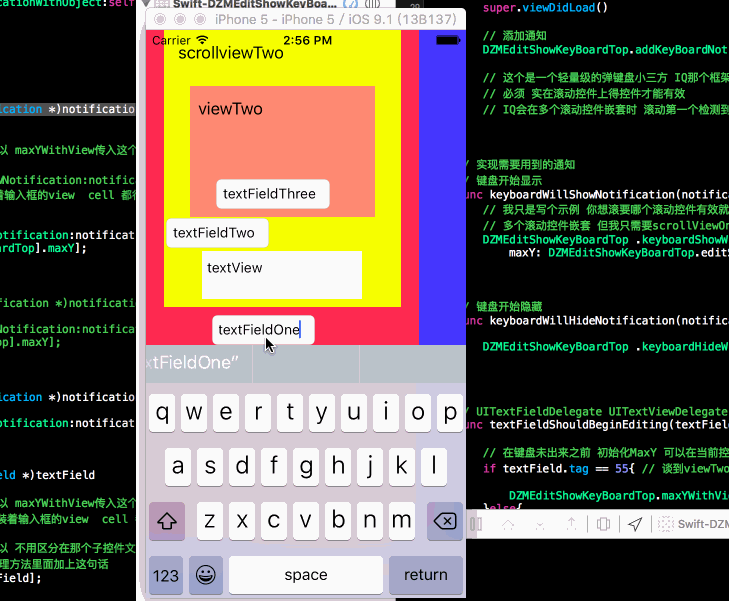 cationWithObject:self
ication *)notifica
以 maxYWithView传入这个
WNotification:notific
着输入框的view cell 都
otification:notificat
ardTop].maxY];
fication *)notificati
Notification:notifica
p].maxY];
cation *)notificatio
otification:notificat
eld *)textField
以 maxYWithView传入这个
装着输入框的view cell
以 不用区分在那个子控件文
理方法里面加上这句话
Field];
Swift-DZMEditShowKeyBoa...
iPhone 5 - iPhone 5 / iOS 9.1 (13B137)
Carrier 2:56 PM
scrollviewTwo
viewTwo
textFieldThree
textFieldTwo
textView
textFieldOne
tFieldOne”
q w e r t y u i o p
a s d f g h j k l
z x c v b n m
123 space return
super.viewDidLoad()
// 添加通知
DZMEditShowKeyBoardTop.addKeyBoardNot
// 这是一个轻量级的弹键盘小三方 IQ那个框架
// 必须 实在滚动控件上得控件才能有效
// IQ会在多个滚动控件嵌套时 滚动第一个检测到
/ 实现需要用到的通知
/ 键盘开始显示
unc keyboardWillShowNotification(notifica
// 我只是写个示例 你想滚要哪个滚动控件有效就
// 多个滚动控件嵌套 但我只需要scrollViewOn
DZMEditShowKeyBoardTop .keyboardShowW
maxY: DZMEditShowKeyBoardTop.edits
/ 键盘开始隐藏
unc keyboardWillHideNotification(notifica
DZMEditShowKeyBoardTop .keyboardHideW
/ UITextFieldDelegate UITextViewDelegate
unc textFieldShouldBeginEditing(textField
// 在键盘未出来之前 初始化MaxY 可以在当前控
if textField.tag == 55{ // 谈到viewTwo
DZMEditShowKeyBoardTop.maxYWithVi
}else{
Swift-DZM